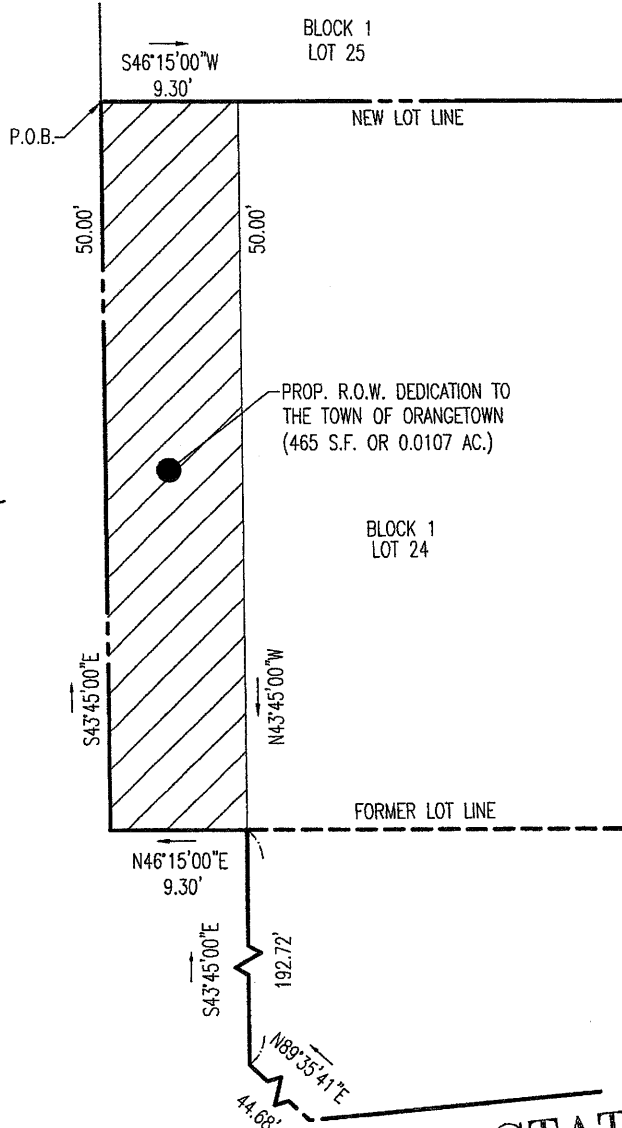 BLOCK 1
LOT 25
S46°15'00"W
9.30'
P.O.B.
NEW LOT LINE
50.00'
50.00'
PROP. R.O.W. DEDICATION TO
THE TOWN OF ORANGETOWN
(465 S.F. OR 0.0107 AC.)
BLOCK 1
LOT 24
S43°45'00"E
N43°45'00"W
FORMER LOT LINE
N46°15'00"E
9.30'
S43°45'00"E
192.72'
N89°35'41"E
44.68'
STAT